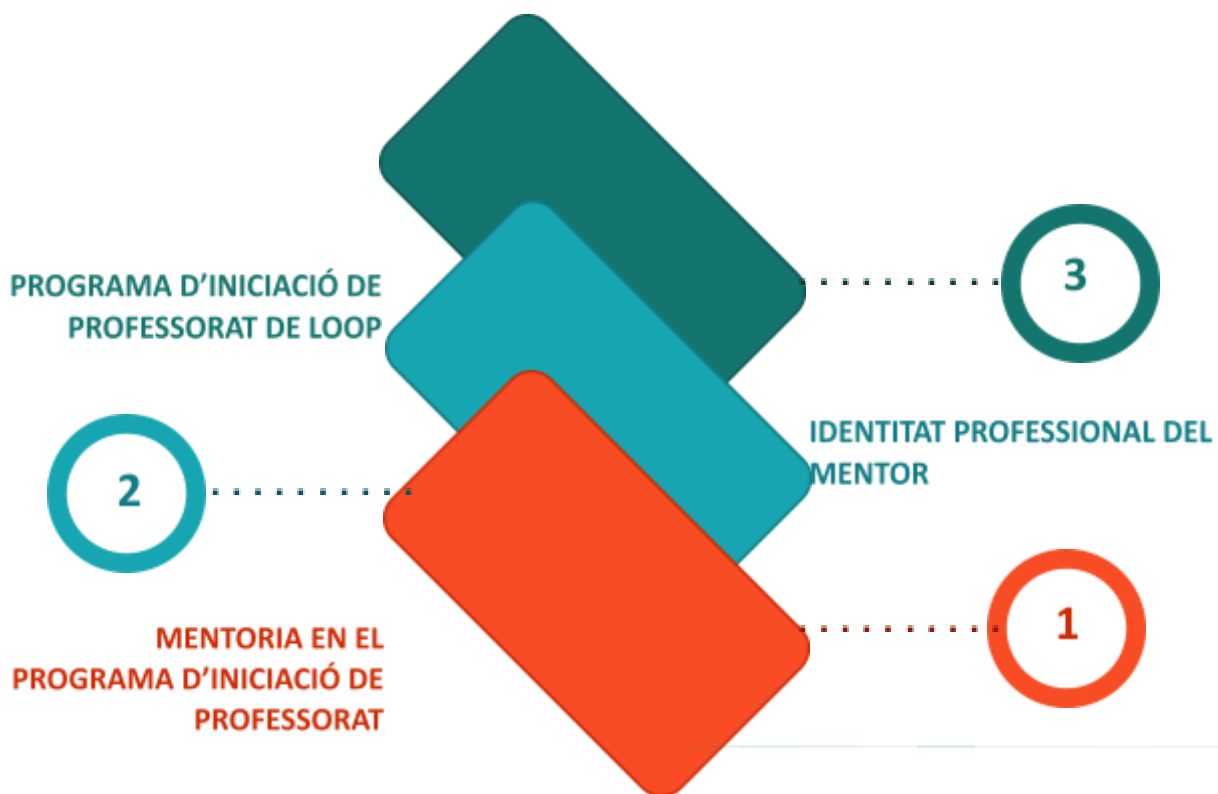 3
PROGRAMA D'INICIACIÓ DE
PROFESSORAT DE LOOP
IDENTITAT PROFESSIONAL DEL
MENTOR
2
1
MENTORIA EN EL
PROGRAMA D'INICIACIÓ DE
PROFESSORAT